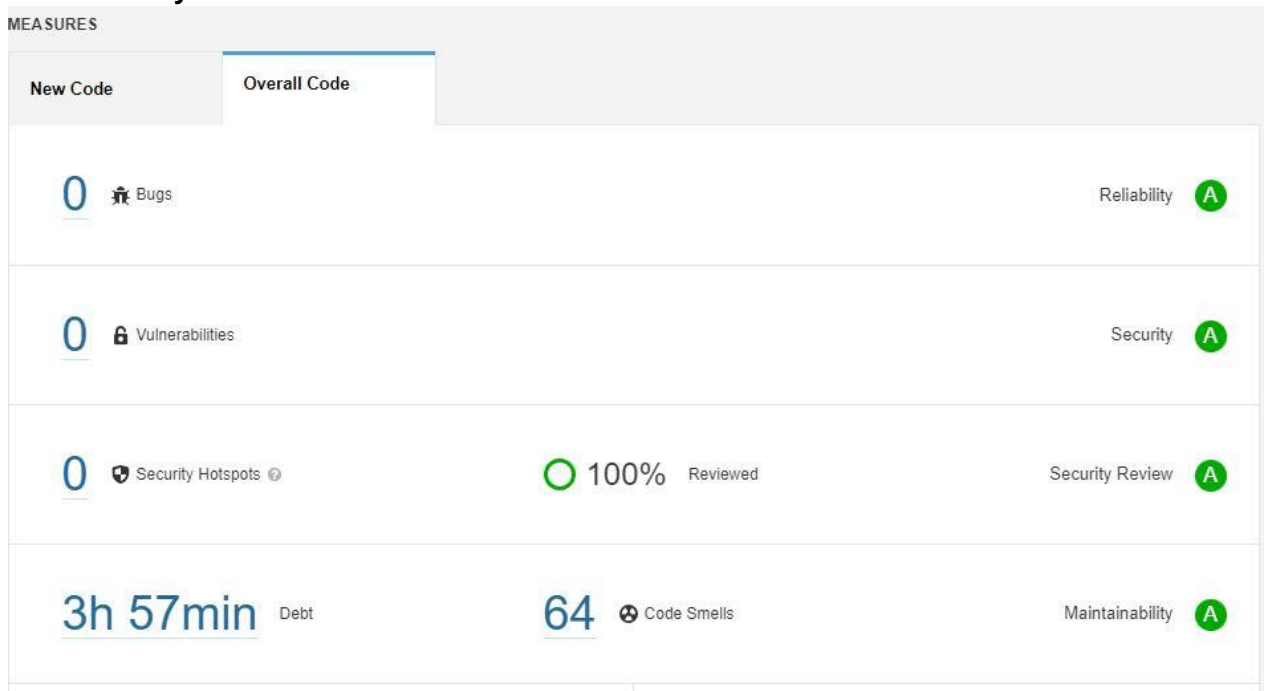 MEASURES
New Code Overall Code
0 Bugs Reliability A
0 Vulnerabilities Security A
0 Security Hotspots ? 100% Reviewed Security Review A
3h 57min Debt 64 Code Smells Maintainability A